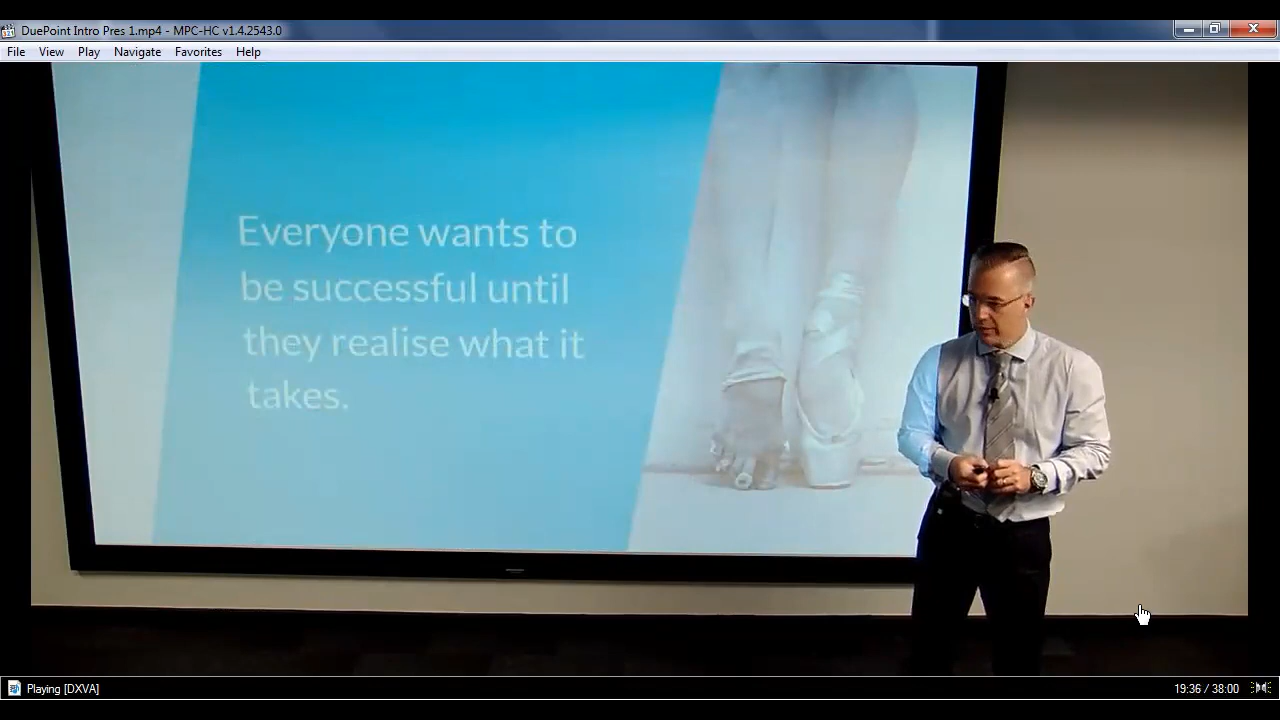 DuePoint Intro Pres 1.mp4 - MPC-HC v1.4.2543.0
File View Play Navigate Favorites Help
Everyone wants to
be successful until
they realise what it
takes.
Playing [DXVA]
19:36 / 38:00